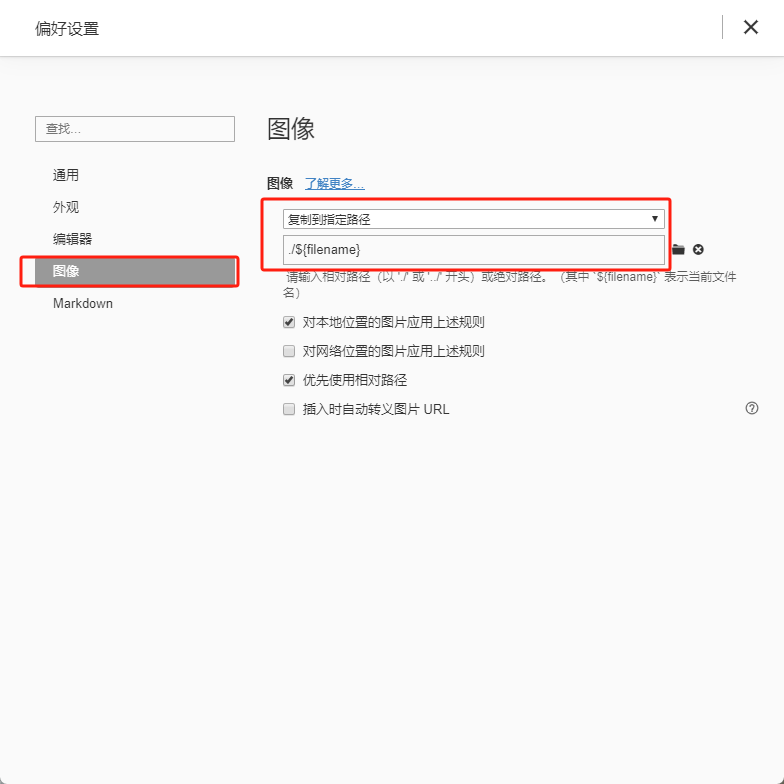 偏好设置
查找...
通用
外观
编辑器
图像
Markdown
图像
图像 了解更多...
复制到指定路径
./${filename}
请输入相对路径（以 './' 或 '../' 开头）或绝对路径。（其中 `${filename}` 表示当前文件
名）
对本地位置的图片应用上述规则
对网络位置的图片应用上述规则
优先使用相对路径
插入时自动转义图片 URL